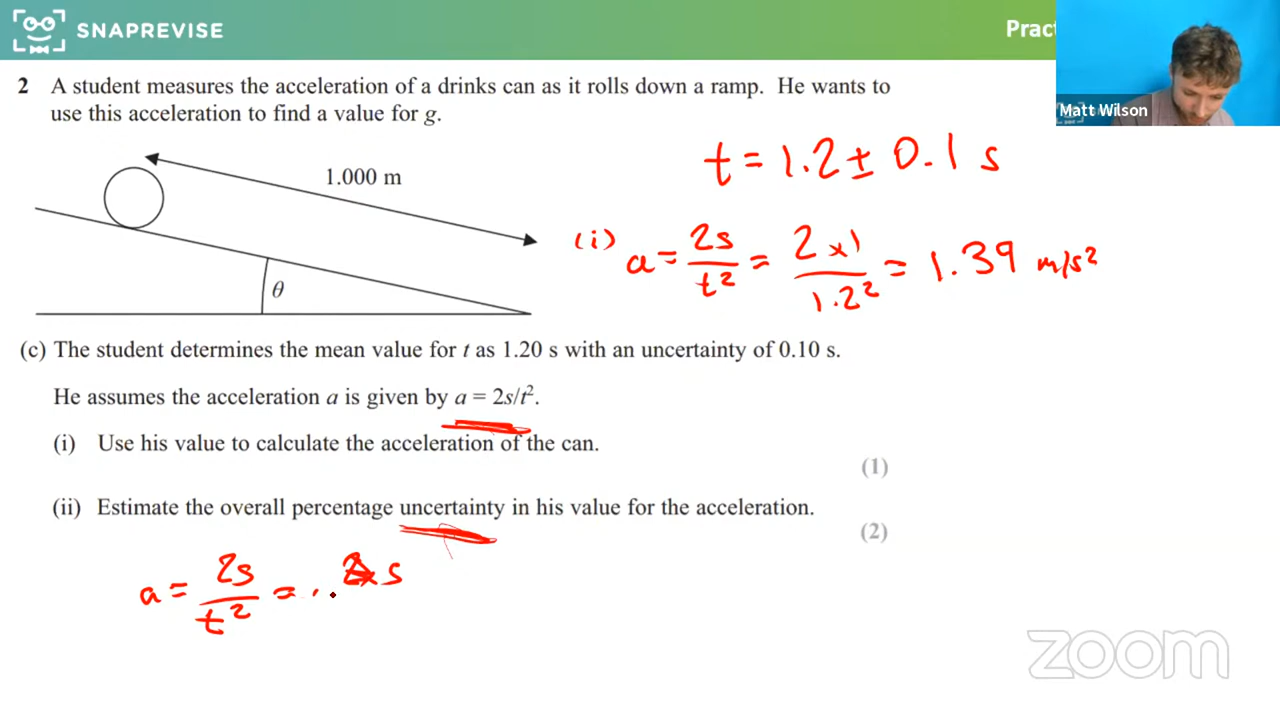 SNAPREVISE
Pract
Matt Wilson
2 A student measures the acceleration of a drinks can as it rolls down a ramp. He wants to
use this acceleration to find a value for g.
1.000 m
θ
t = 1.2 ± 0.1 s
(i) a = 2s/t² = 2 × 1/1.2² = 1.39 m/s²
(c) The student determines the mean value for t as 1.20 s with an uncertainty of 0.10 s.
He assumes the acceleration a is given by a = 2s/t².
(i) Use his value to calculate the acceleration of the can.
(1)
(ii) Estimate the overall percentage uncertainty in his value for the acceleration.
(2)
a = 2s/t² = s
zoom